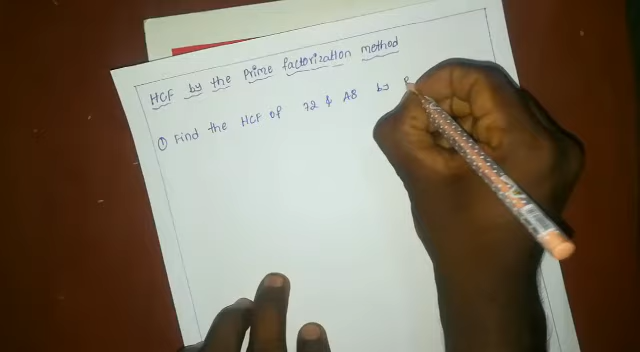 HCF by the Prime factorization method
① Find the HCF of 72 & 48 by P